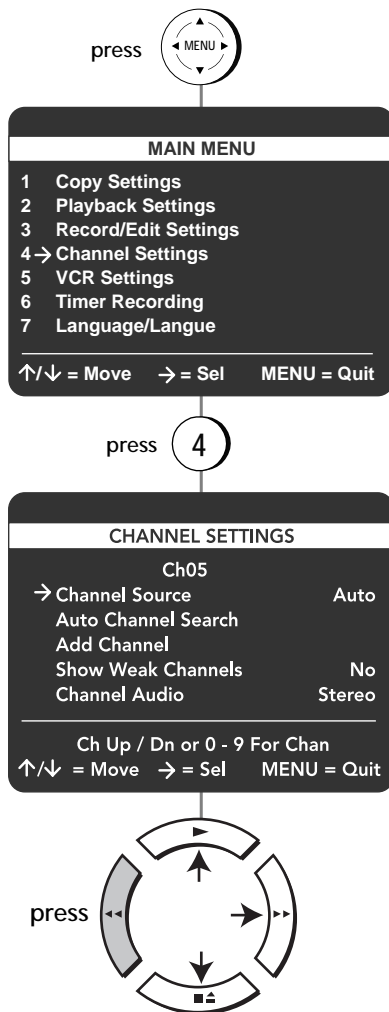 press MENU
MAIN MENU
1 Copy Settings
2 Playback Settings
3 Record/Edit Settings
4→ Channel Settings
5 VCR Settings
6 Timer Recording
7 Language/Langue
↑/↓ = Move → = Sel MENU = Quit
press 4
CHANNEL SETTINGS
Ch05
→ Channel Source Auto
Auto Channel Search
Add Channel
Show Weak Channels No
Channel Audio Stereo
Ch Up / Dn or 0 - 9 For Chan
↑/↓ = Move → = Sel MENU = Quit
press